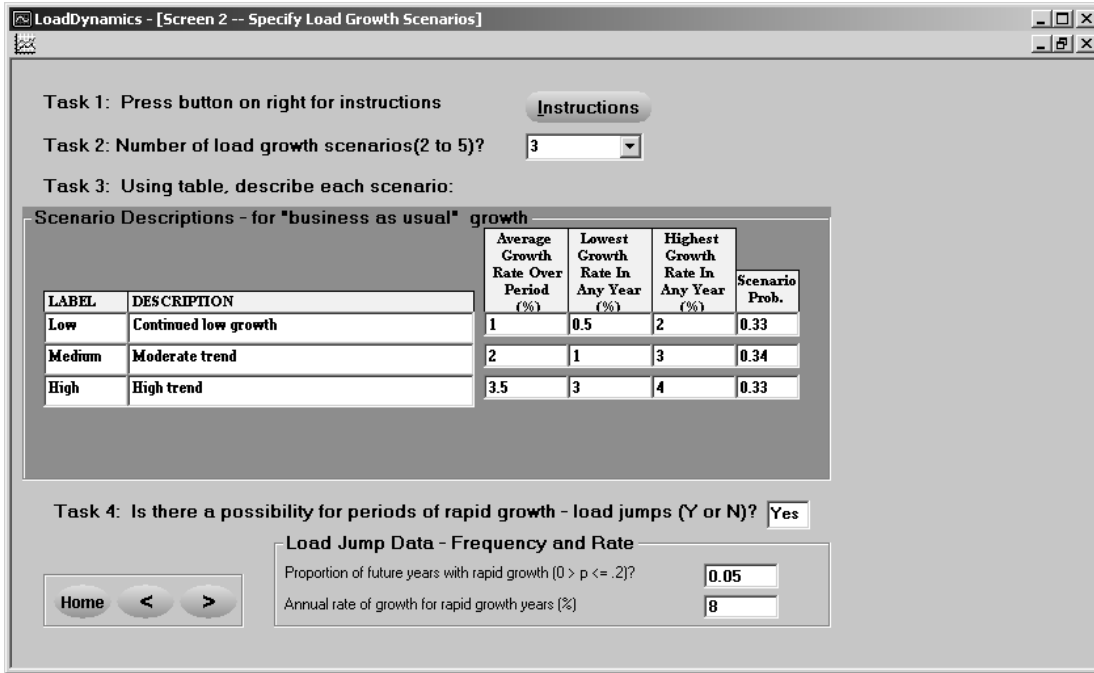 LoadDynamics - [Screen 2 -- Specify Load Growth Scenarios]
Task 1: Press button on right for instructions
Instructions
Task 2: Number of load growth scenarios(2 to 5)?
3
Task 3: Using table, describe each scenario:
Scenario Descriptions - for "business as usual" growth
LABEL DESCRIPTION Average Growth Rate Over Period (%) Lowest Growth Rate In Any Year (%) Highest Growth Rate In Any Year (%) Scenario Prob.
Low Continued low growth 1 0.5 2 0.33
Medium Moderate trend 2 1 3 0.34
High High trend 3.5 3 4 0.33
Task 4: Is there a possibility for periods of rapid growth - load jumps (Y or N)? Yes
Load Jump Data - Frequency and Rate
Proportion of future years with rapid growth (0 > p <= .2)? 0.05
Annual rate of growth for rapid growth years (%) 8
Home < >